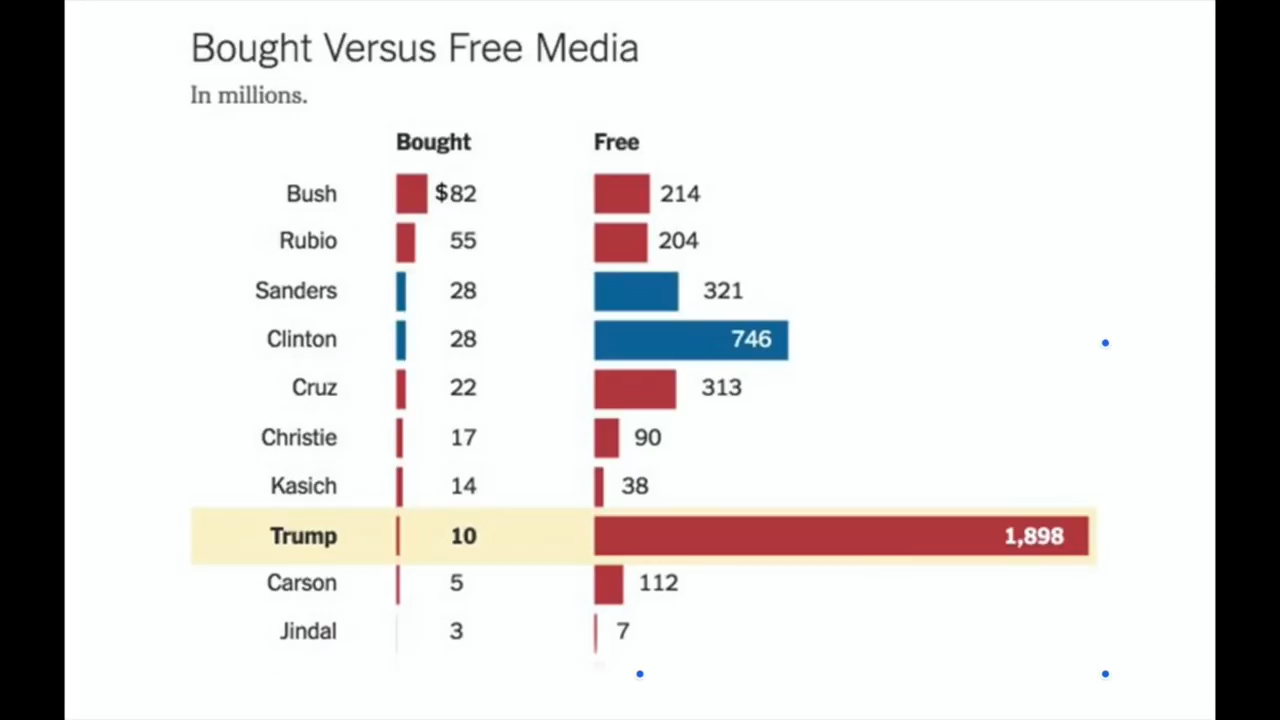 Bought Versus Free Media
In millions.
Bought Free
Bush $82 214
Rubio 55 204
Sanders 28 321
Clinton 28 746
Cruz 22 313
Christie 17 90
Kasich 14 38
Trump 10 1,898
Carson 5 112
Jindal 3 7